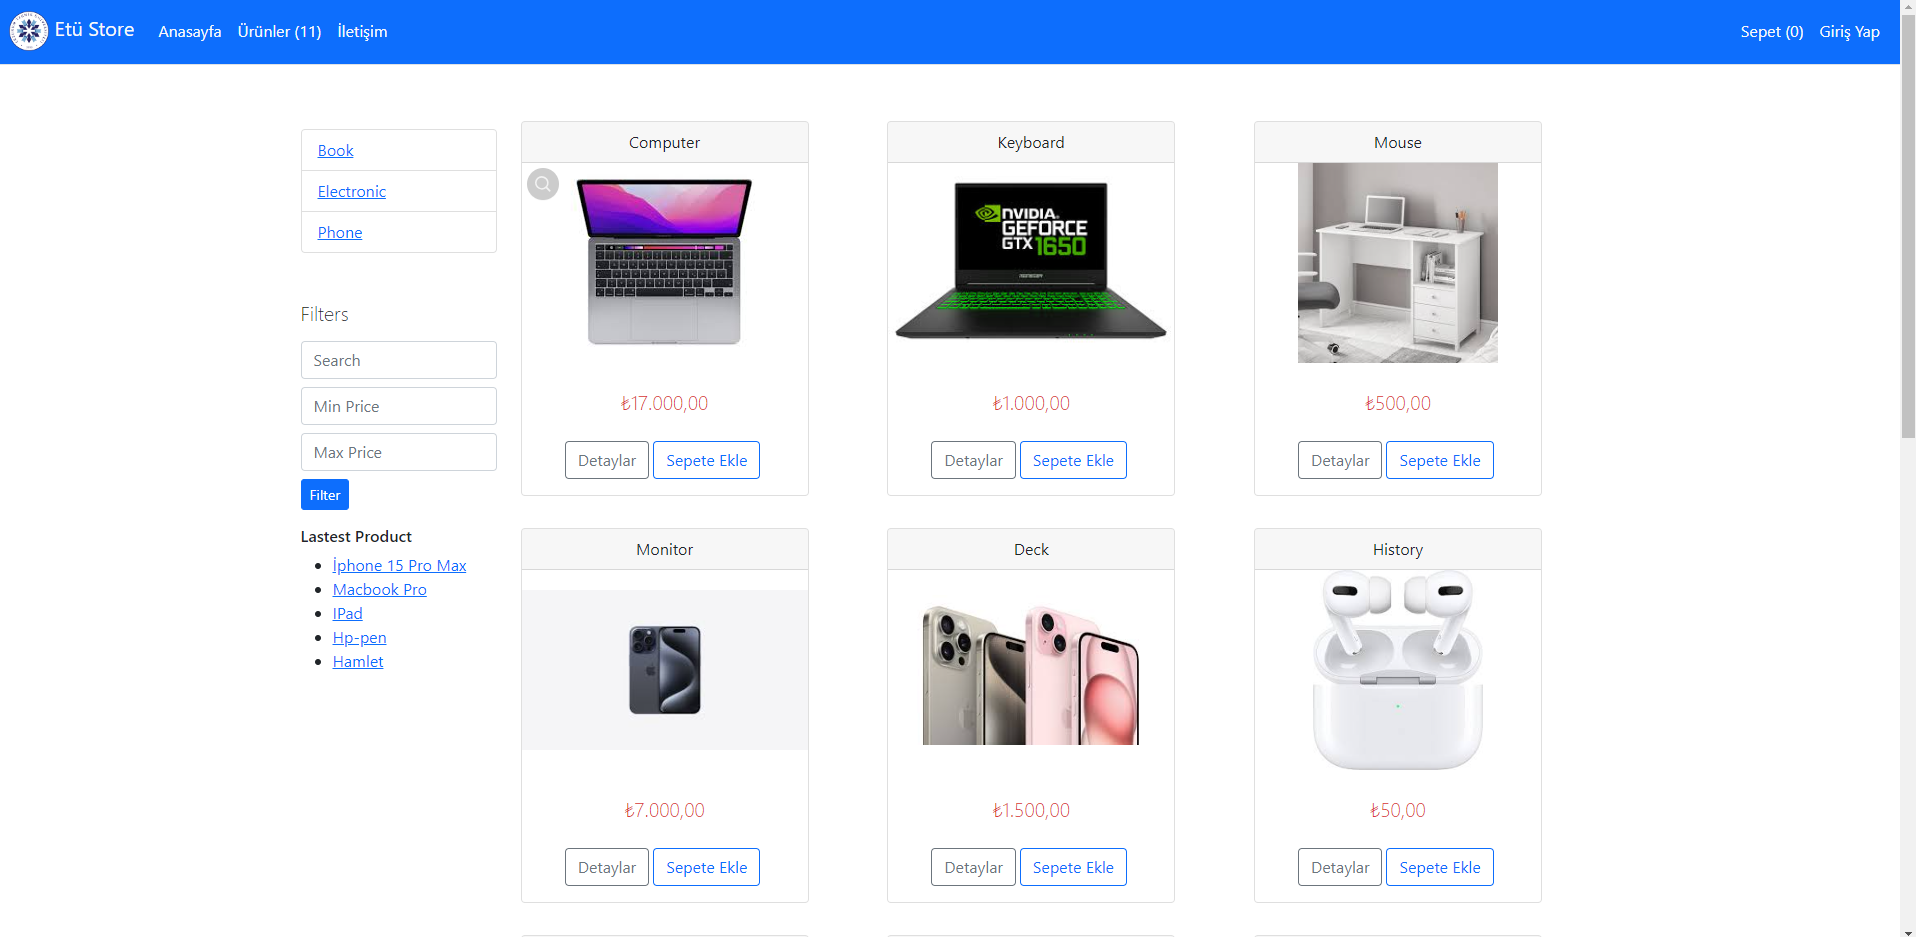 Etü Store Anasayfa Ürünler (11) İletişim Sepet (0) Giriş Yap
Book
Electronic
Phone
Filters
Search
Min Price
Max Price
Filter
Lastest Product
İphone 15 Pro Max
Macbook Pro
IPad
Hp-pen
Hamlet
Computer
₺17.000,00
Detaylar Sepete Ekle
Keyboard
NVIDIA
GEFORCE
GTX 1650
₺1.000,00
Detaylar Sepete Ekle
Mouse
₺500,00
Detaylar Sepete Ekle
Monitor
₺7.000,00
Detaylar Sepete Ekle
Deck
₺1.500,00
Detaylar Sepete Ekle
History
₺50,00
Detaylar Sepete Ekle